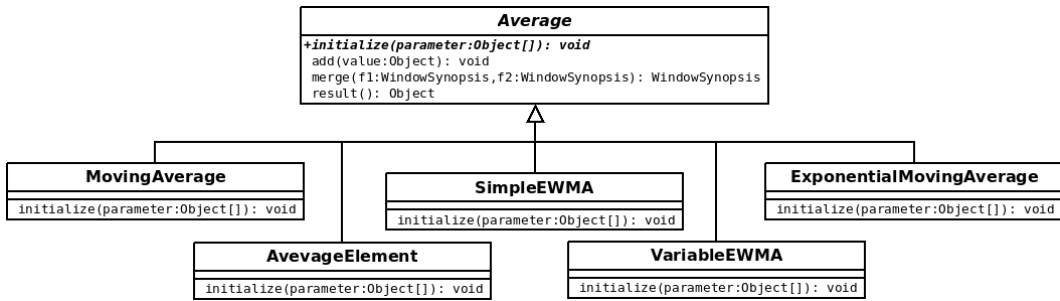 Average
+initialize(parameter:Object[]): void
add(value:Object): void
merge(f1:WindowSynopsis,f2:WindowSynopsis): WindowSynopsis
result(): Object
MovingAverage
initialize(parameter:Object[]): void
SimpleEWMA
initialize(parameter:Object[]): void
ExponentialMovingAverage
initialize(parameter:Object[]): void
AvevageElement
initialize(parameter:Object[]): void
VariableEWMA
initialize(parameter:Object[]): void